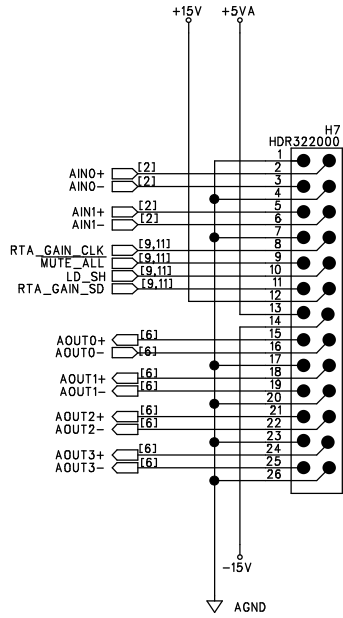 +15V +5VA
H7
HDR322000
1
AIN0+ [2] 2
AIN0- [2] 3
4
AIN1+ [2] 5
AIN1- [2] 6
7
RTA_GAIN_CLK [9,11] 8
MUTE_ALL [9,11] 9
LD_SH [9,11] 10
RTA_GAIN_SD [9,11] 11
12
13
14
AOUT0+ [6] 15
AOUT0- [6] 16
17
AOUT1+ [6] 18
AOUT1- [6] 19
20
AOUT2+ [6] 21
AOUT2- [6] 22
23
AOUT3+ [6] 24
AOUT3- [6] 25
26
-15V
AGND